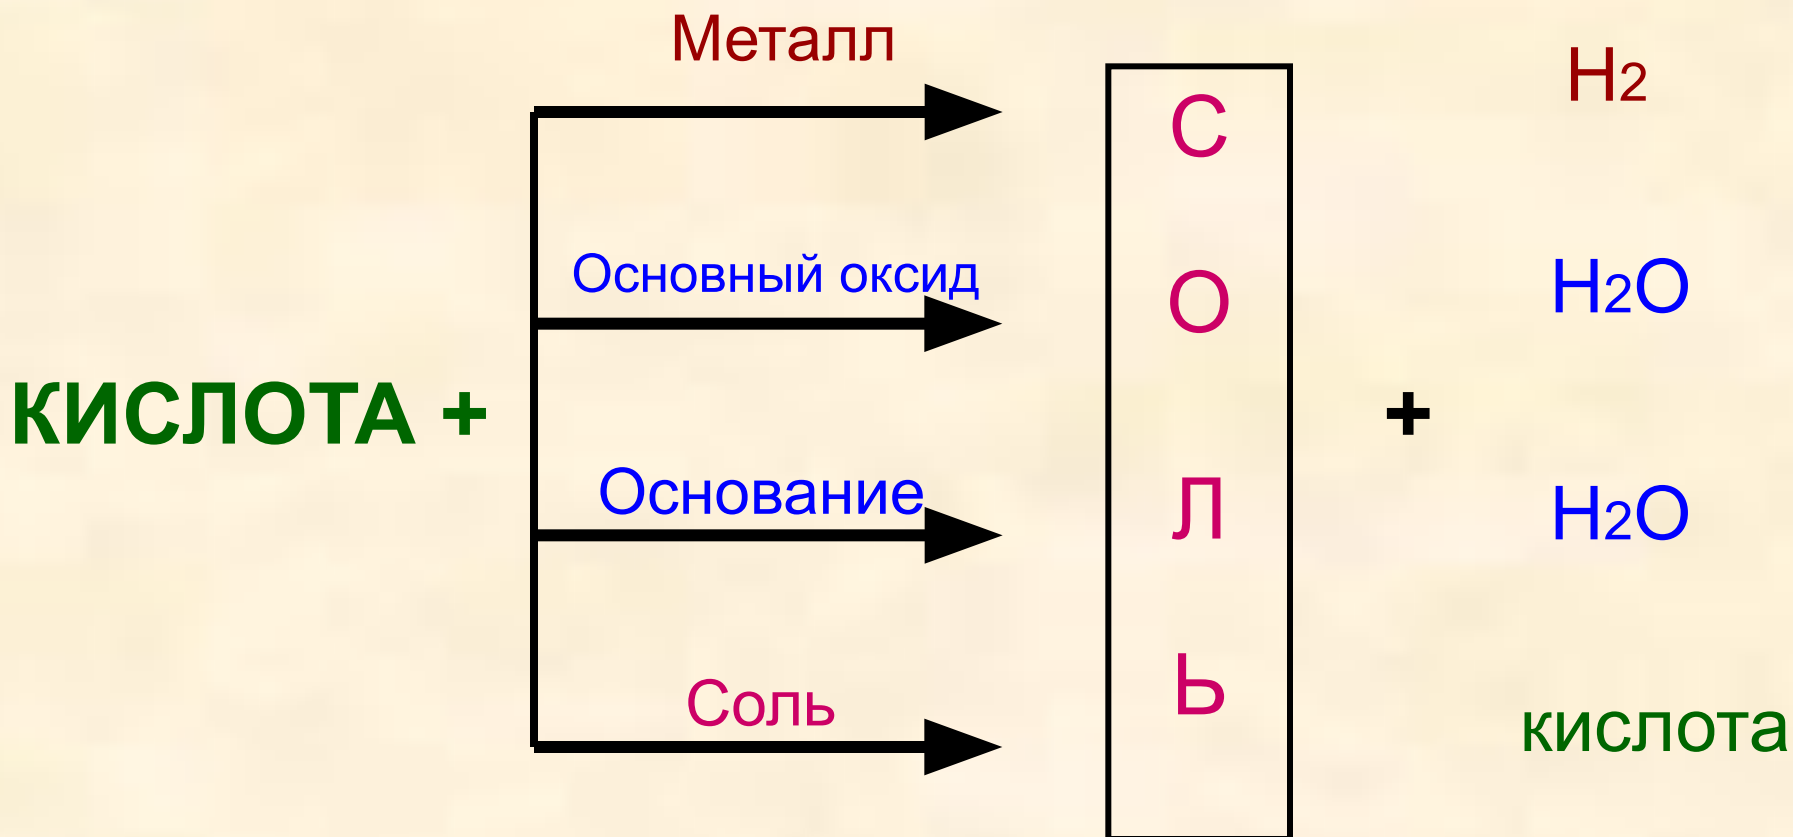 Металл
H2
С
Основный оксид
H2O
О
КИСЛОТА +
+
Основание
H2O
Л
Соль
Ь
кислота